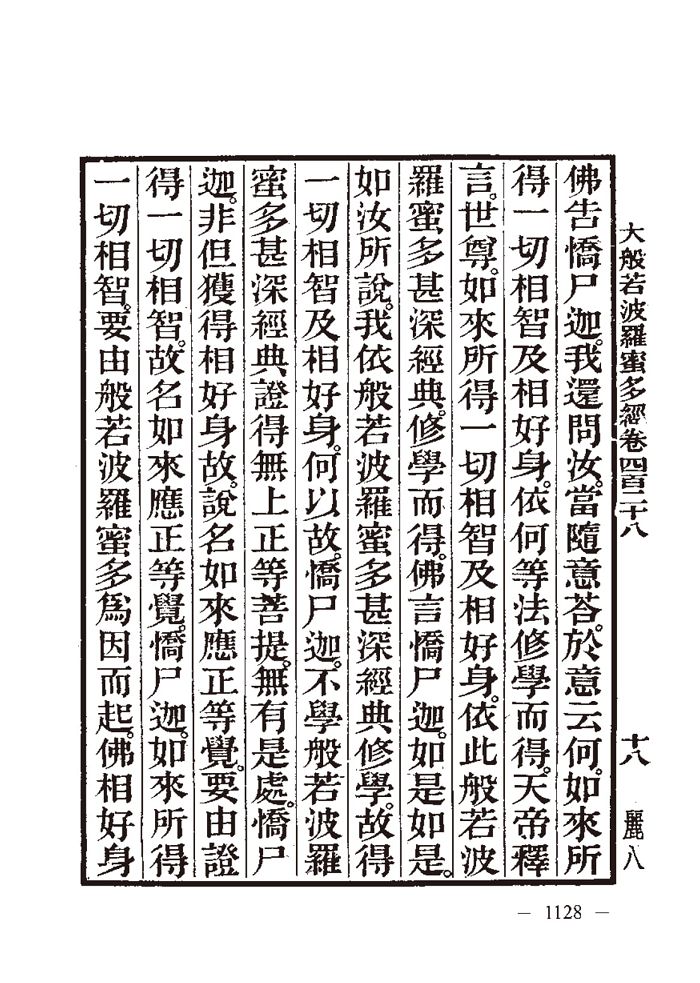 大般若波羅蜜多經卷四百二十八
十八
麗八
佛告憍尸迦。我還問汝。當隨意荅。於意云何。如來所
得一切相智及相好身。依何等法修學而得。天帝釋
言。世尊。如來所得一切相智及相好身。依此般若波
羅蜜多甚深經典。修學而得。佛言憍尸迦。如是如是。
如汝所說。我依般若波羅蜜多甚深經典修學。故得
一切相智及相好身。何以故。憍尸迦。不學般若波羅
蜜多甚深經典證得無上正等菩提。無有是處。憍尸
迦。非但獲得相好身故。說名如來應正等覺。要由證
得一切相智。故名如來應正等覺。憍尸迦。如來所得
一切相智。要由般若波羅蜜多爲因而起。佛相好身
— 1128 —